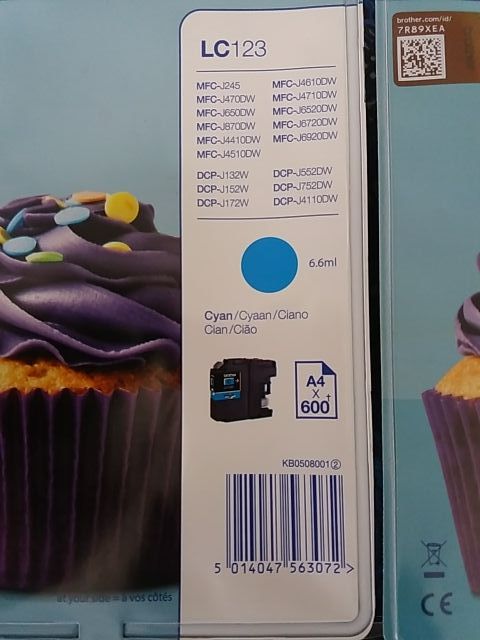 LC123
MFC-J245
MFC-J470DW
MFC-J650DW
MFC-J870DW
MFC-J4410DW
MFC-J4510DW
MFC-J4610DW
MFC-J4710DW
MFC-J6520DW
MFC-J6720DW
MFC-J6920DW
DCP-J132W
DCP-J152W
DCP-J172W
DCP-J552DW
DCP-J752DW
DCP-J4110DW
6.6ml
Cyan/Cyaan/Ciano
Cian/Cião
A4
x
600†
KB0508001②
5 014047 563072 >
at your side = à vos côtés
brother.com/id/
7R89XEA
CE